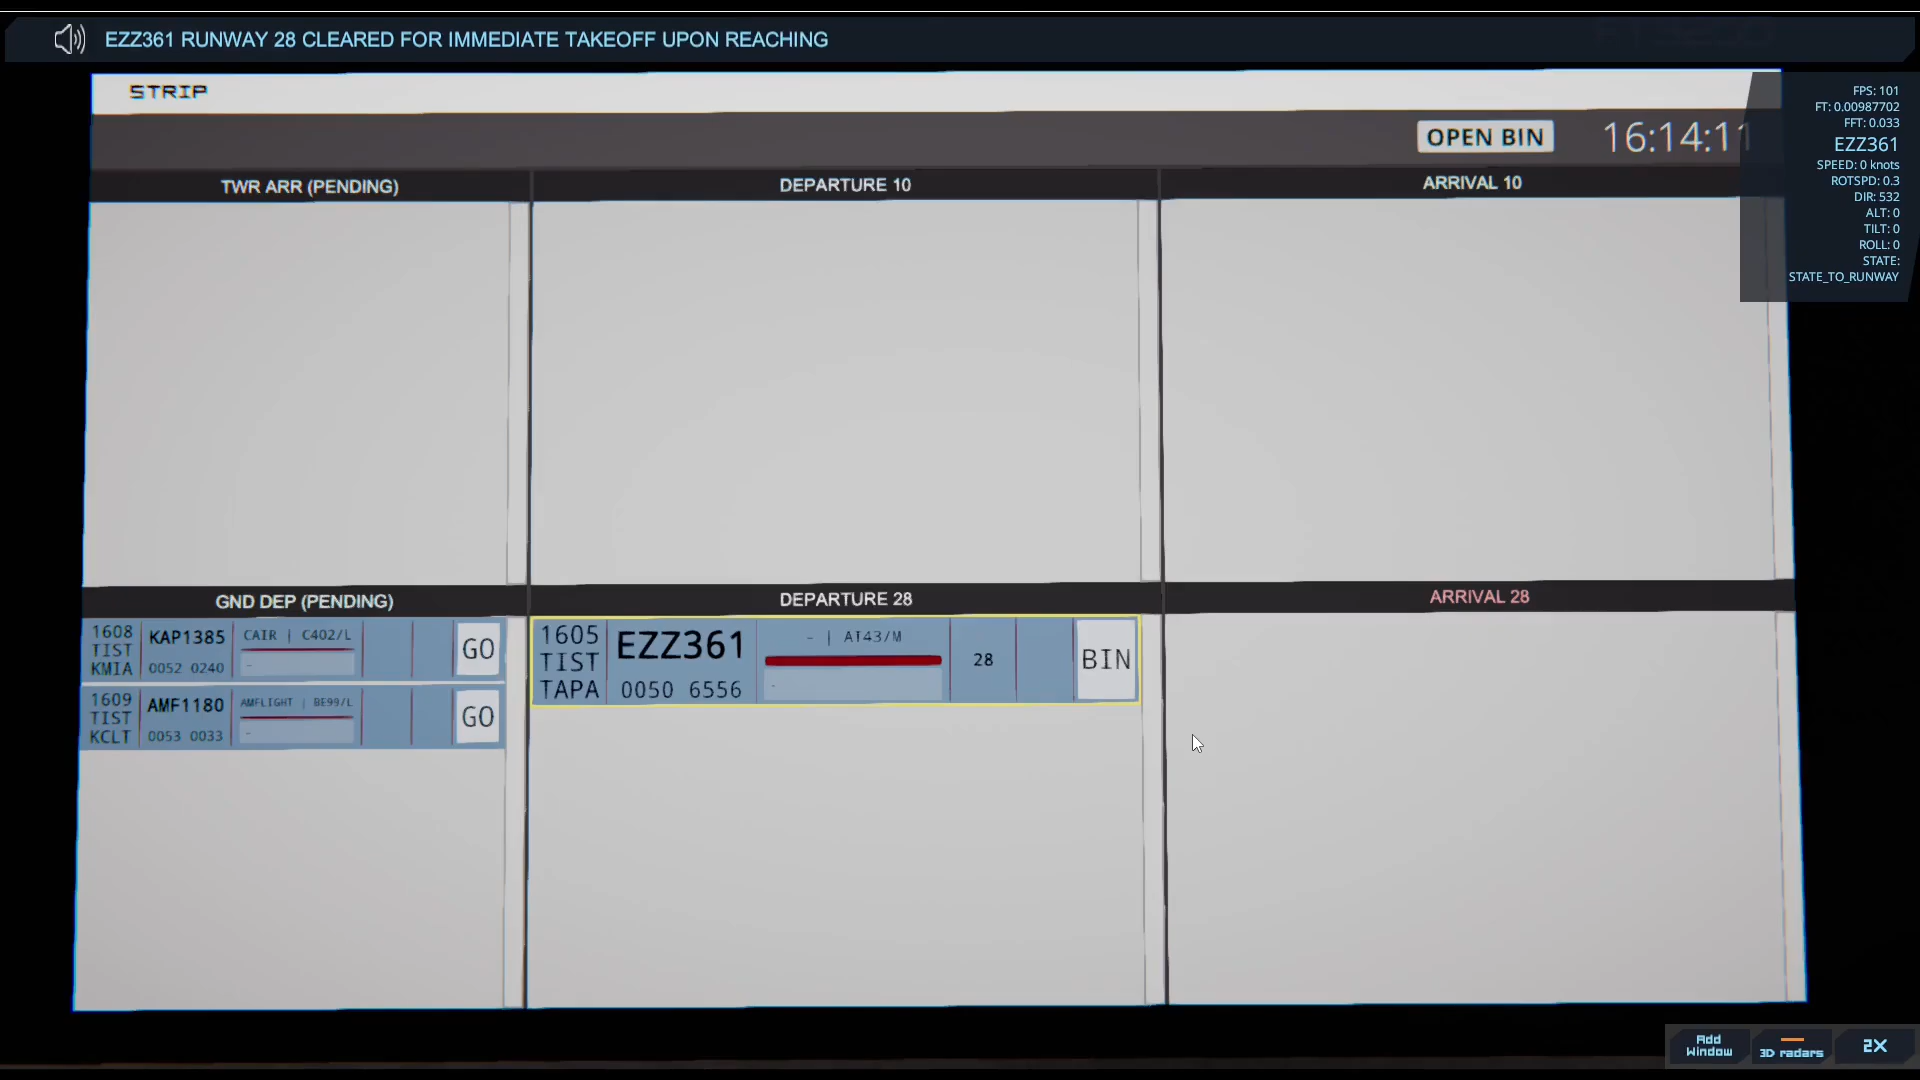 EZZ361 RUNWAY 28 CLEARED FOR IMMEDIATE TAKEOFF UPON REACHING
STRIP
OPEN BIN 16:14:11
FPS: 101
FT: 0.00987702
FFT: 0.033
EZZ361
SPEED: 0 knots
ROTSPD: 0.3
DIR: 532
ALT: 0
TILT: 0
ROLL: 0
STATE:
STATE_TO_RUNWAY
TWR ARR (PENDING)
DEPARTURE 10
ARRIVAL 10
GND DEP (PENDING)
1608
TIST
KMIA
KAP1385
0052 0240
CAIR | C402/L
-
GO
1609
TIST
KCLT
AMF1180
0053 0033
AMFLIGHT | BE99/L
-
GO
DEPARTURE 28
1605
TIST
TAPA
EZZ361
0050 6556
- | AT43/M
-
28
BIN
ARRIVAL 28
Add Window
3D radars
2X